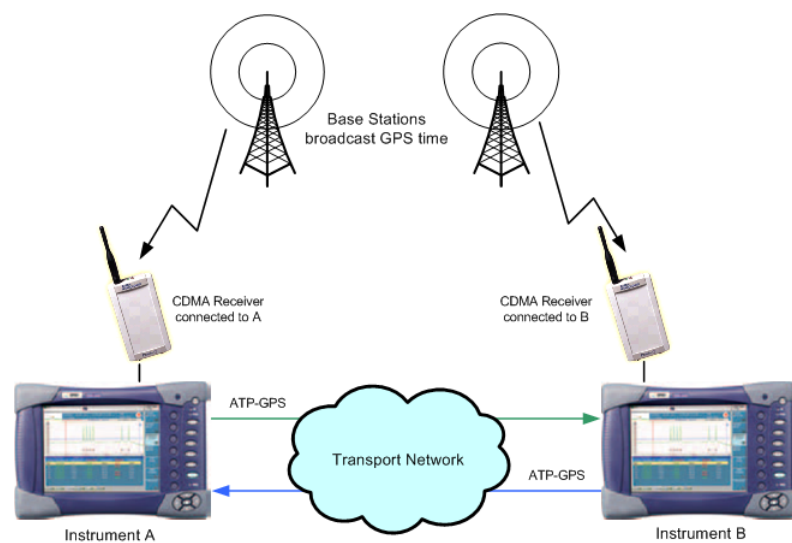 Base Stations
broadcast GPS time
CDMA Receiver
connected to A
CDMA Receiver
connected to B
ATP-GPS
Transport Network
ATP-GPS
Instrument A
Instrument B